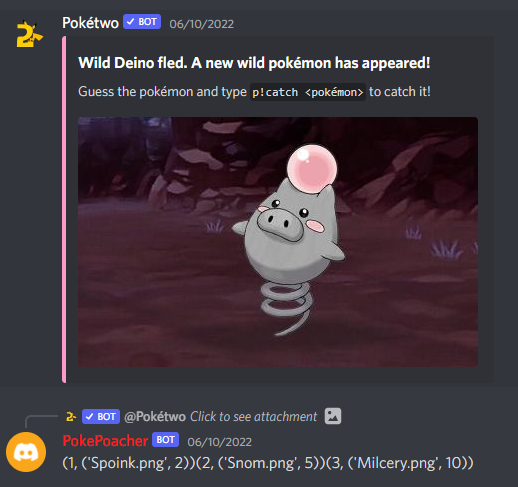 Pokétwo ✓ BOT 06/10/2022
Wild Deino fled. A new wild pokémon has appeared!
Guess the pokémon and type p!catch <pokémon> to catch it!
✓ BOT @Pokétwo Click to see attachment
PokePoacher BOT 06/10/2022
(1, ('Spoink.png', 2))(2, ('Snom.png', 5))(3, ('Milcery.png', 10))